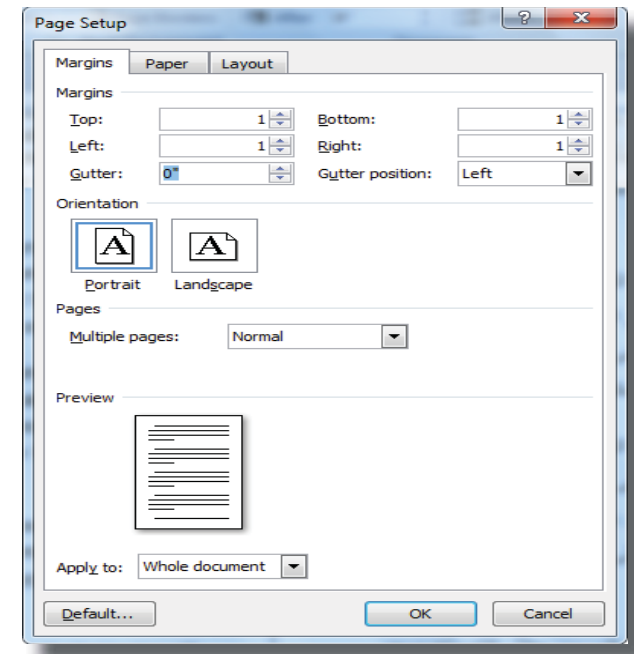 Page Setup
Margins Paper Layout
Margins
Top: 1 Bottom: 1
Left: 1 Right: 1
Gutter: 0" Gutter position: Left
Orientation
A A
Portrait Landscape
Pages
Multiple pages: Normal
Preview
Apply to: Whole document
Default... OK Cancel